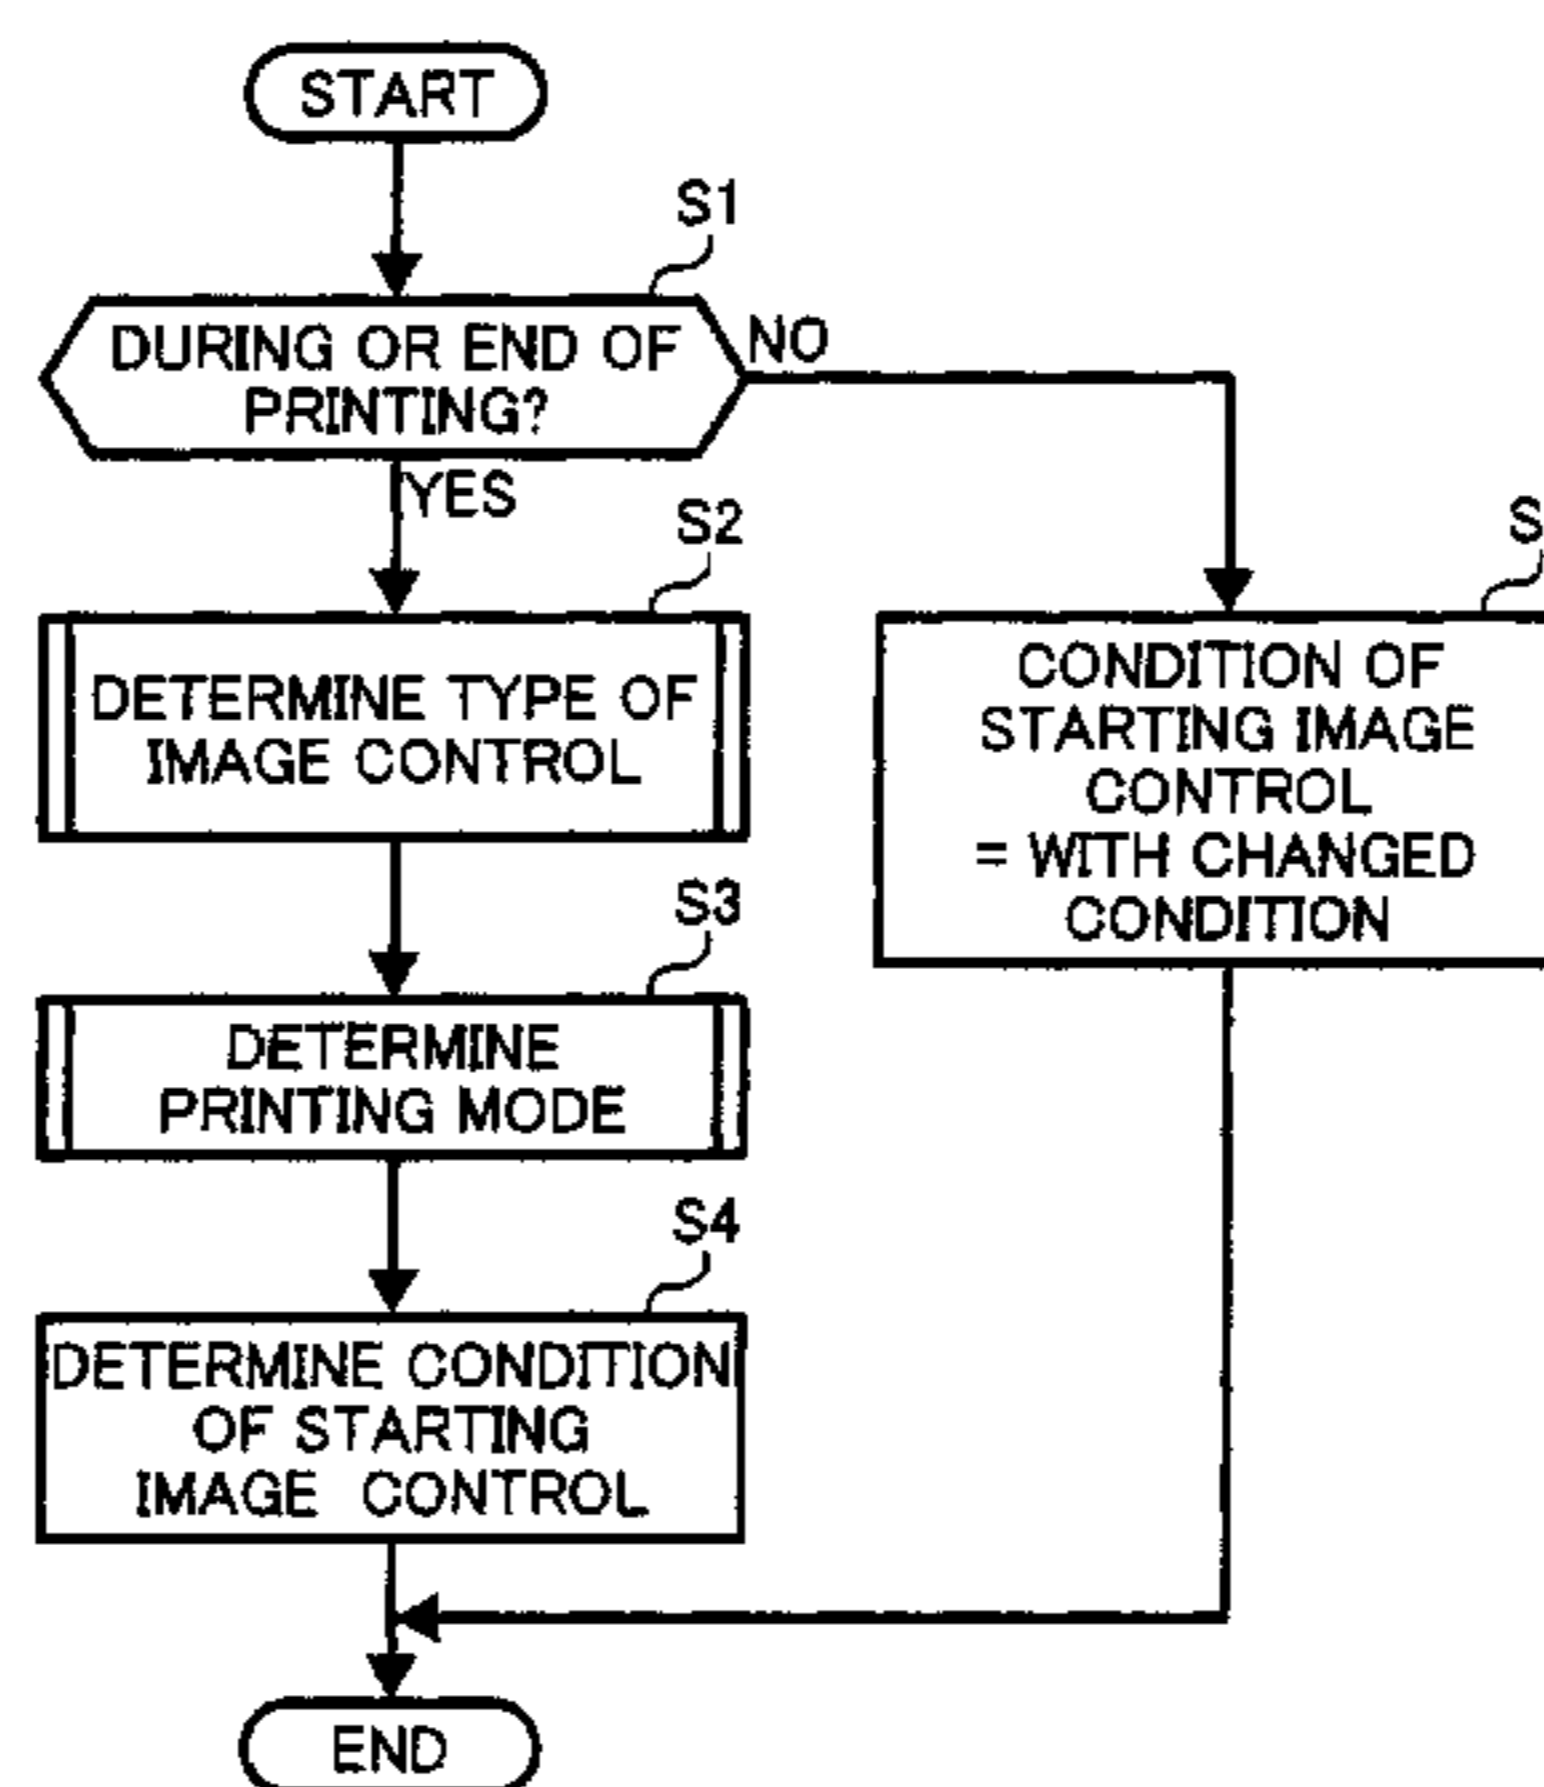 START
S1
DURING OR END OF
PRINTING?
NO
YES
S2
DETERMINE TYPE OF
IMAGE CONTROL
S
CONDITION OF
STARTING IMAGE
CONTROL
= WITH CHANGED
CONDITION
S3
DETERMINE
PRINTING MODE
S4
DETERMINE CONDITION
OF STARTING
IMAGE CONTROL
END